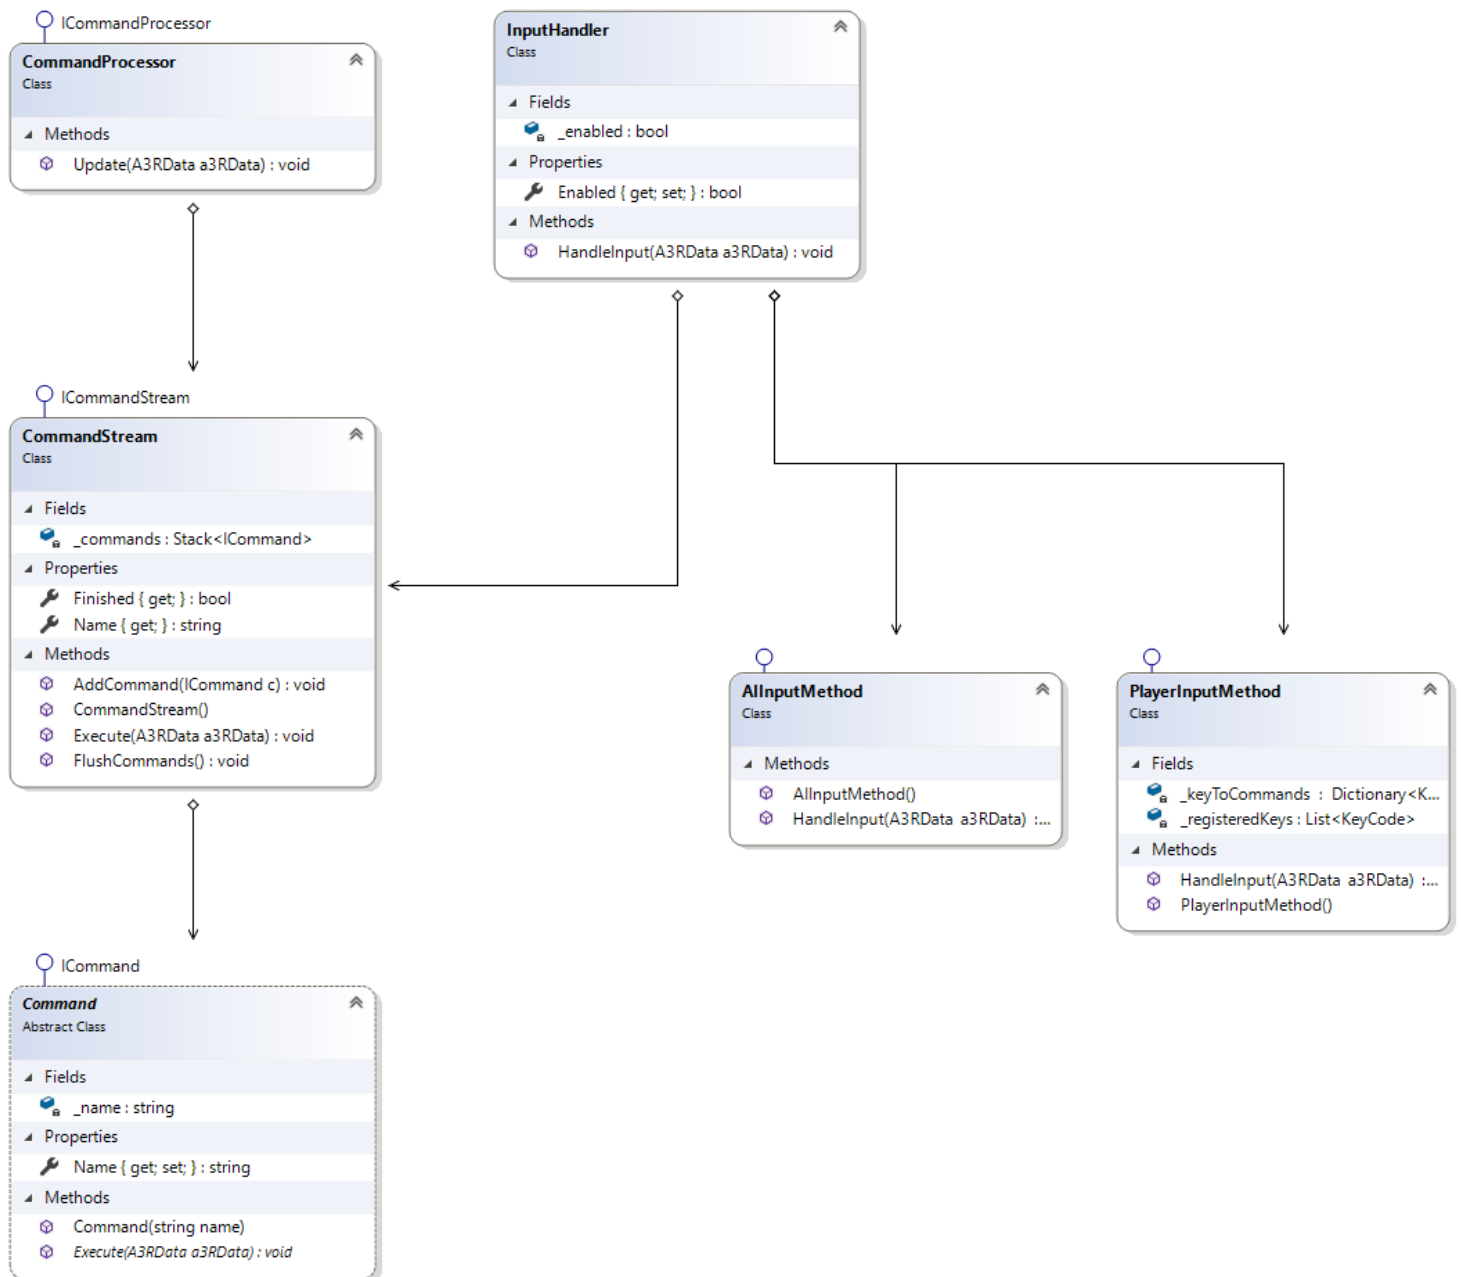 ICommandProcessor
CommandProcessor
Class
Methods
Update(A3RData a3RData) : void
InputHandler
Class
Fields
_enabled : bool
Properties
Enabled { get; set; } : bool
Methods
HandleInput(A3RData a3RData) : void
ICommandStream
CommandStream
Class
Fields
_commands : Stack<ICommand>
Properties
Finished { get; } : bool
Name { get; } : string
Methods
AddCommand(ICommand c) : void
CommandStream()
Execute(A3RData a3RData) : void
FlushCommands() : void
AIInputMethod
Class
Methods
AIInputMethod()
HandleInput(A3RData a3RData) :...
PlayerInputMethod
Class
Fields
_keyToCommands : Dictionary<K...
_registeredKeys : List<KeyCode>
Methods
HandleInput(A3RData a3RData) :...
PlayerInputMethod()
ICommand
Command
Abstract Class
Fields
_name : string
Properties
Name { get; set; } : string
Methods
Command(string name)
Execute(A3RData a3RData) : void